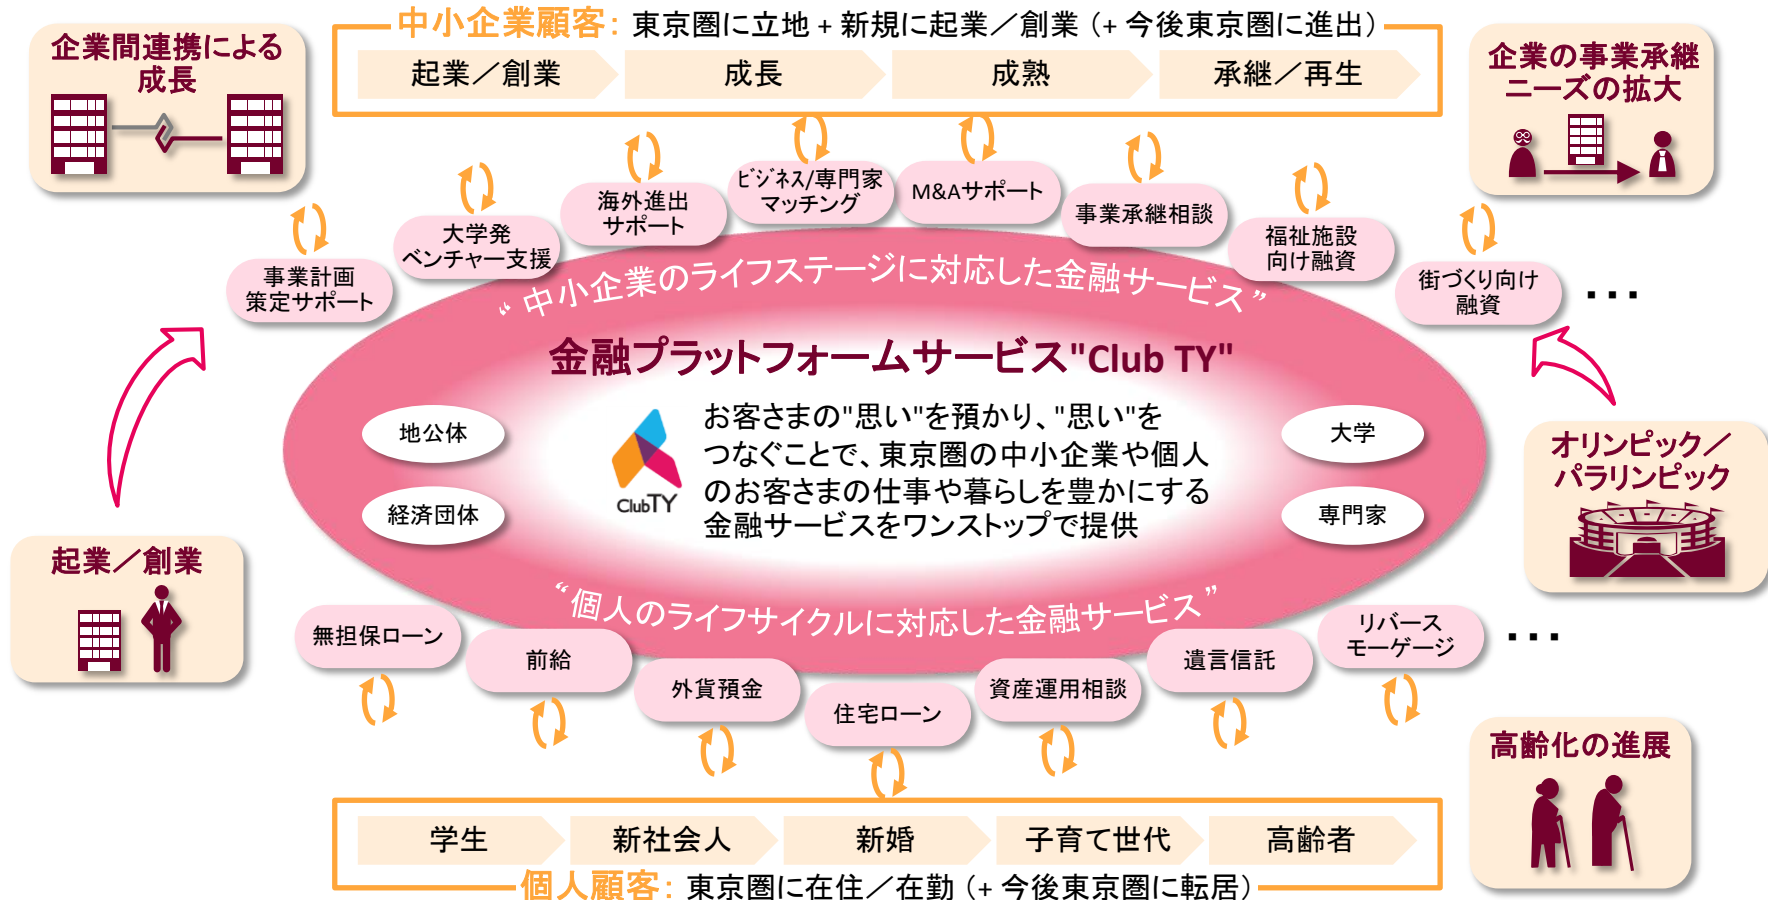 中小企業顧客: 東京圏に立地 + 新規に起業／創業 (+ 今後東京圏に進出)
起業／創業
成長
成熟
承継／再生
企業間連携による
成長
企業の事業承継
ニーズの拡大
事業計画
策定サポート
大学発
ベンチャー支援
海外進出
サポート
ﾋﾞｼﾞﾈｽ/専門家
マッチング
M&Aサポート
事業承継相談
福祉施設
向け融資
街づくり向け
融資
...
“中小企業のライフステージに対応した金融サービス”
金融プラットフォームサービス"Club TY"
お客さまの"思い"を預かり、"思い"を
つなぐことで、東京圏の中小企業や個人
のお客さまの仕事や暮らしを豊かにする
金融サービスをワンストップで提供
ClubTY
地公体
経済団体
大学
専門家
起業／創業
オリンピック／
パラリンピック
“個人のライフサイクルに対応した金融サービス”
無担保ローン
前給
外貨預金
住宅ローン
資産運用相談
遺言信託
リバース
モーゲージ
...
高齢化の進展
学生
新社会人
新婚
子育て世代
高齢者
個人顧客: 東京圏に在住／在勤 (+ 今後東京圏に転居)